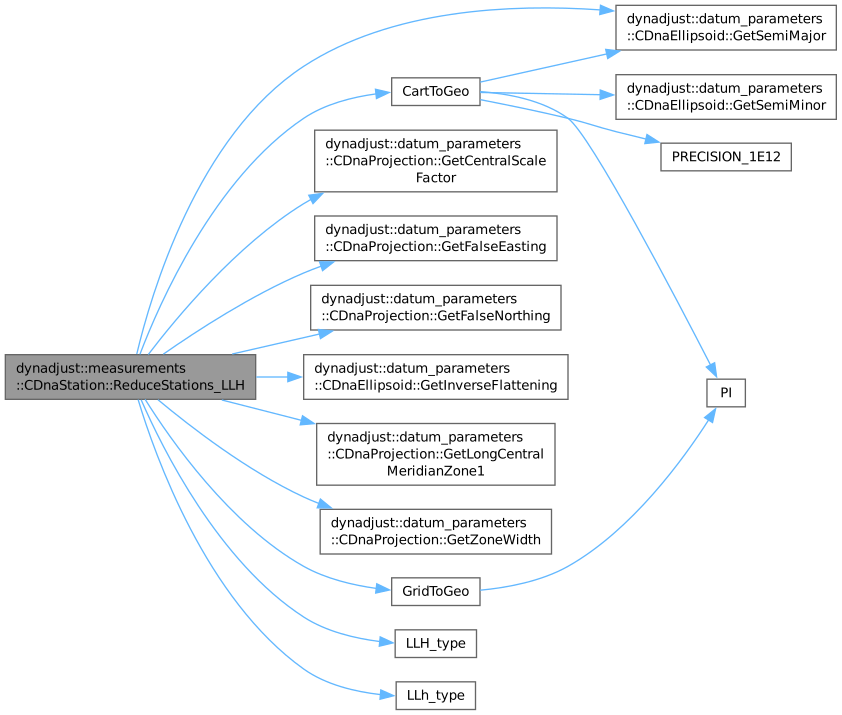 dynadjust::measurements
::CDnaStation::ReduceStations_LLH
dynadjust::datum_parameters
::CDnaEllipsoid::GetSemiMajor
CartToGeo
dynadjust::datum_parameters
::CDnaEllipsoid::GetSemiMinor
PRECISION_1E12
dynadjust::datum_parameters
::CDnaProjection::GetCentralScale
Factor
dynadjust::datum_parameters
::CDnaProjection::GetFalseEasting
dynadjust::datum_parameters
::CDnaProjection::GetFalseNorthing
dynadjust::datum_parameters
::CDnaEllipsoid::GetInverseFlattening
PI
dynadjust::datum_parameters
::CDnaProjection::GetLongCentral
MeridianZone1
dynadjust::datum_parameters
::CDnaProjection::GetZoneWidth
GridToGeo
LLH_type
LLh_type